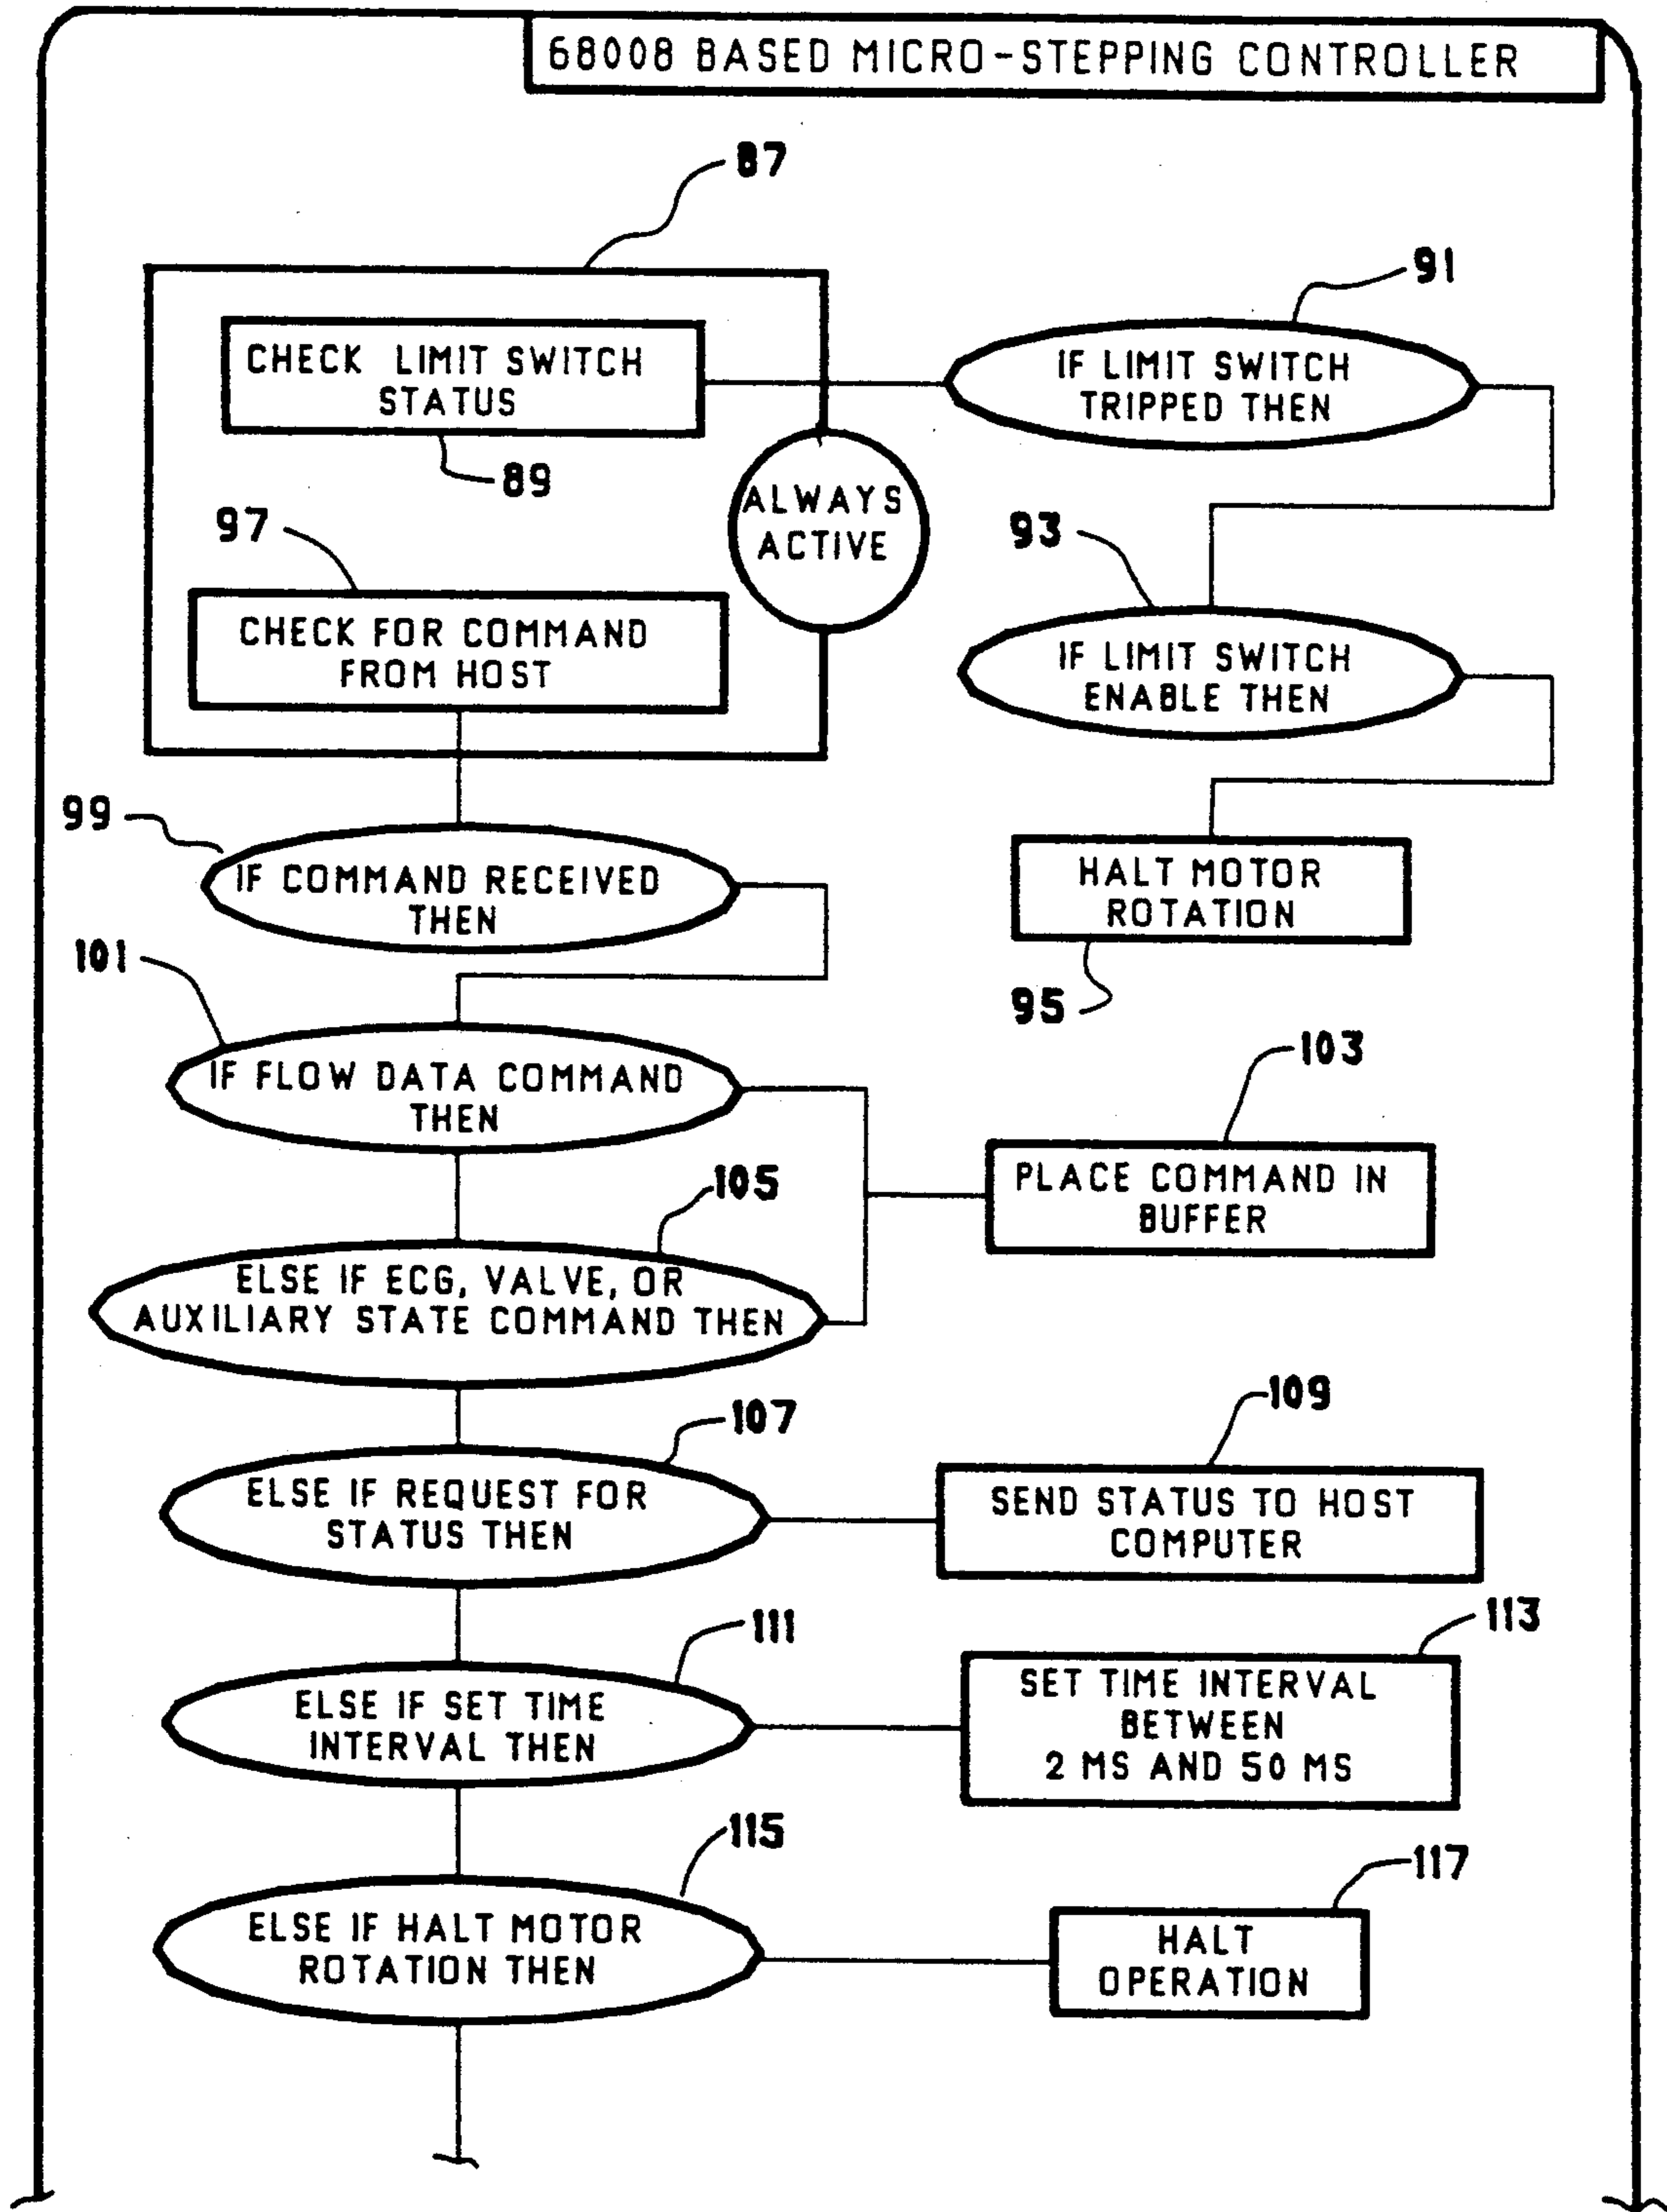 68008 BASED MICRO-STEPPING CONTROLLER
87
91
CHECK LIMIT SWITCH
STATUS
IF LIMIT SWITCH
TRIPPED THEN
89
ALWAYS
ACTIVE
97
93
CHECK FOR COMMAND
FROM HOST
IF LIMIT SWITCH
ENABLE THEN
99
IF COMMAND RECEIVED
THEN
HALT MOTOR
ROTATION
101
95
103
IF FLOW DATA COMMAND
THEN
105
PLACE COMMAND IN
BUFFER
ELSE IF ECG, VALVE, OR
AUXILIARY STATE COMMAND THEN
107
109
ELSE IF REQUEST FOR
STATUS THEN
SEND STATUS TO HOST
COMPUTER
111
113
ELSE IF SET TIME
INTERVAL THEN
SET TIME INTERVAL
BETWEEN
2 MS AND 50 MS
115
117
ELSE IF HALT MOTOR
ROTATION THEN
HALT
OPERATION